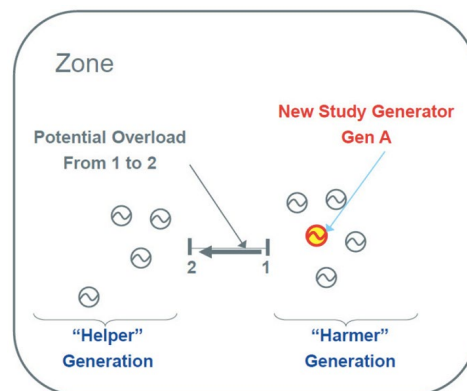 Zone
New Study Generator
Gen A
Potential Overload
From 1 to 2
2
1
“Helper”
Generation
“Harmer”
Generation